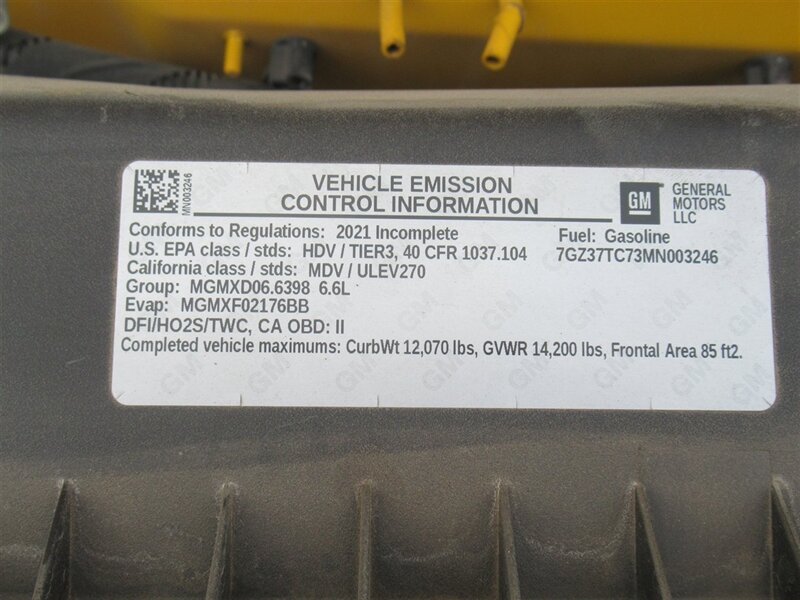 MN003246
VEHICLE EMISSION
CONTROL INFORMATION
GM
GENERAL
MOTORS
LLC
Conforms to Regulations: 2021 Incomplete
Fuel: Gasoline
U.S. EPA class / stds: HDV / TIER3, 40 CFR 1037.104
7GZ37TC73MN003246
California class / stds: MDV / ULEV270
Group: MGMXD06.6398 6.6L
Evap: MGMXF02176BB
DFI/HO2S/TWC, CA OBD: II
Completed vehicle maximums: CurbWt 12,070 lbs, GVWR 14,200 lbs, Frontal Area 85 ft2.